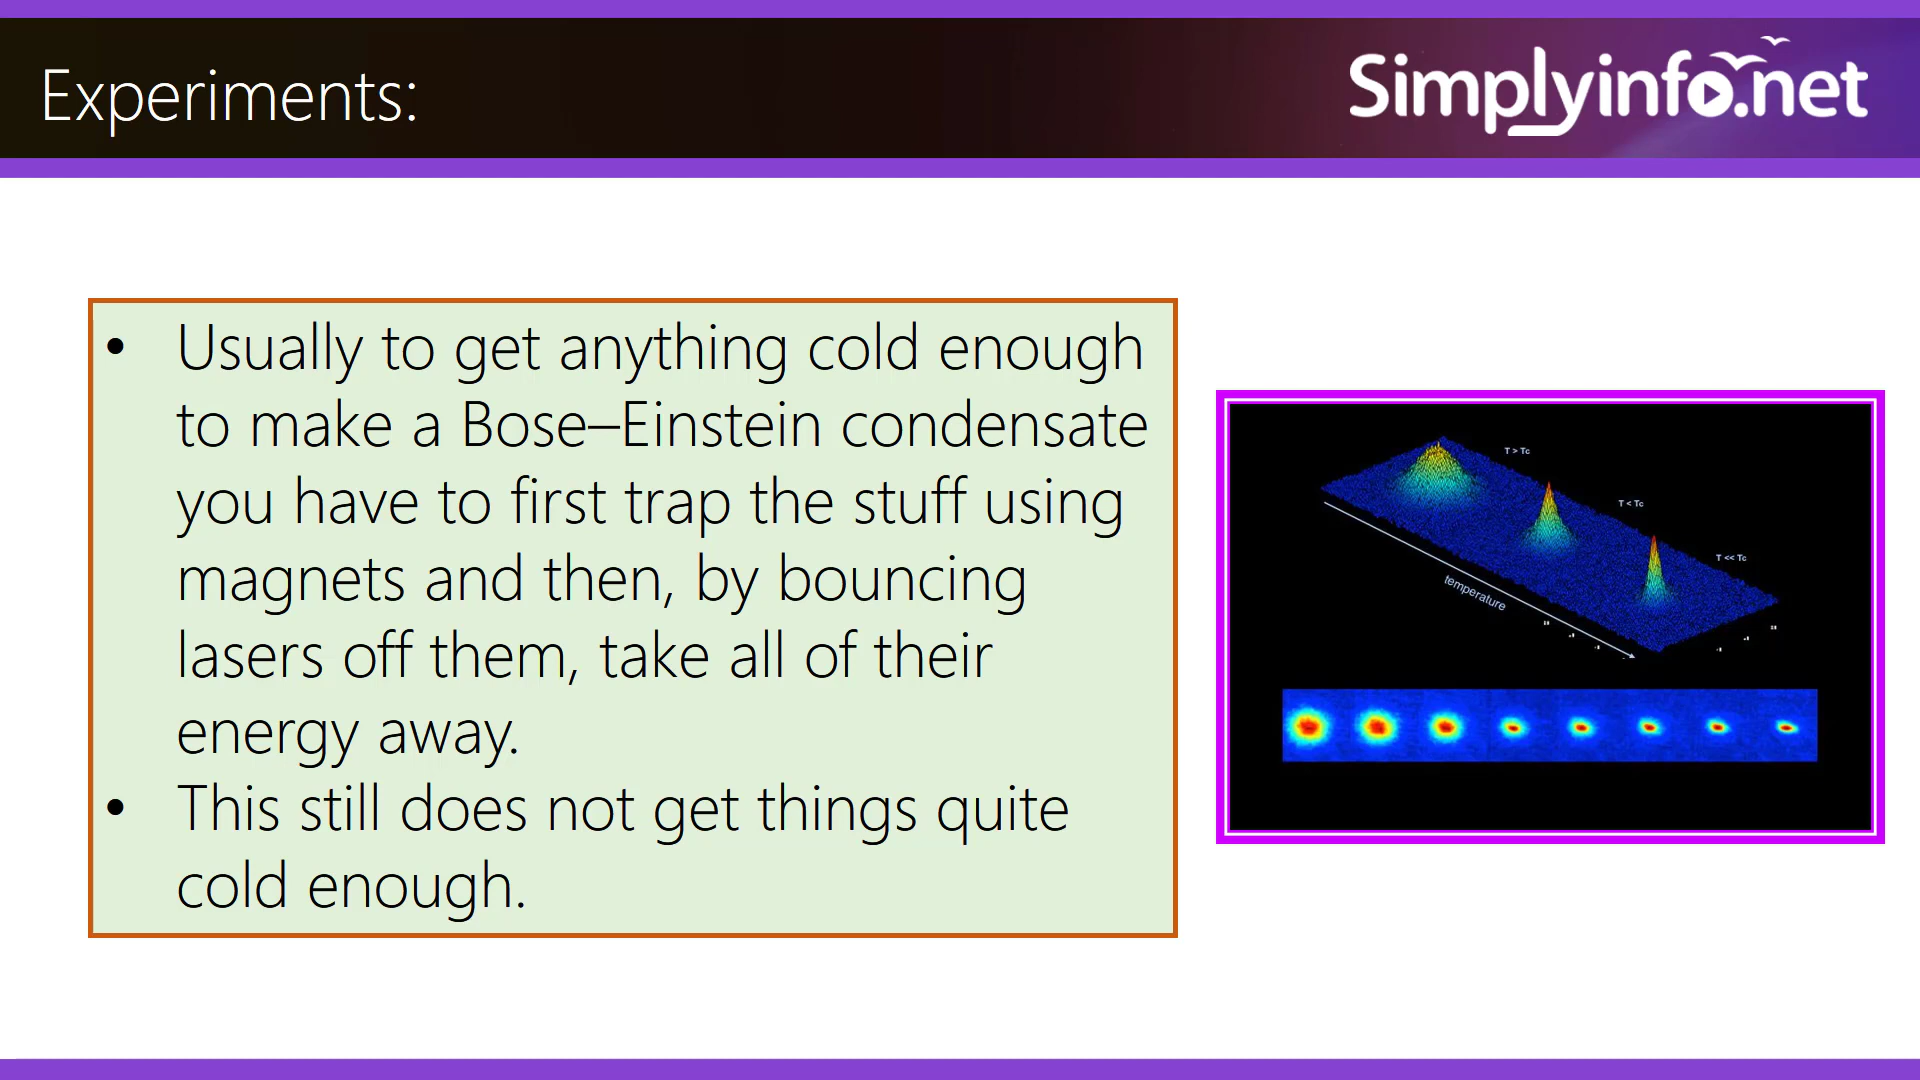 Experiments:
Simplyinfo.net
• Usually to get anything cold enough
to make a Bose–Einstein condensate
you have to first trap the stuff using
magnets and then, by bouncing
lasers off them, take all of their
energy away.
• This still does not get things quite
cold enough.
T > Tc
T < Tc
T << Tc
temperature